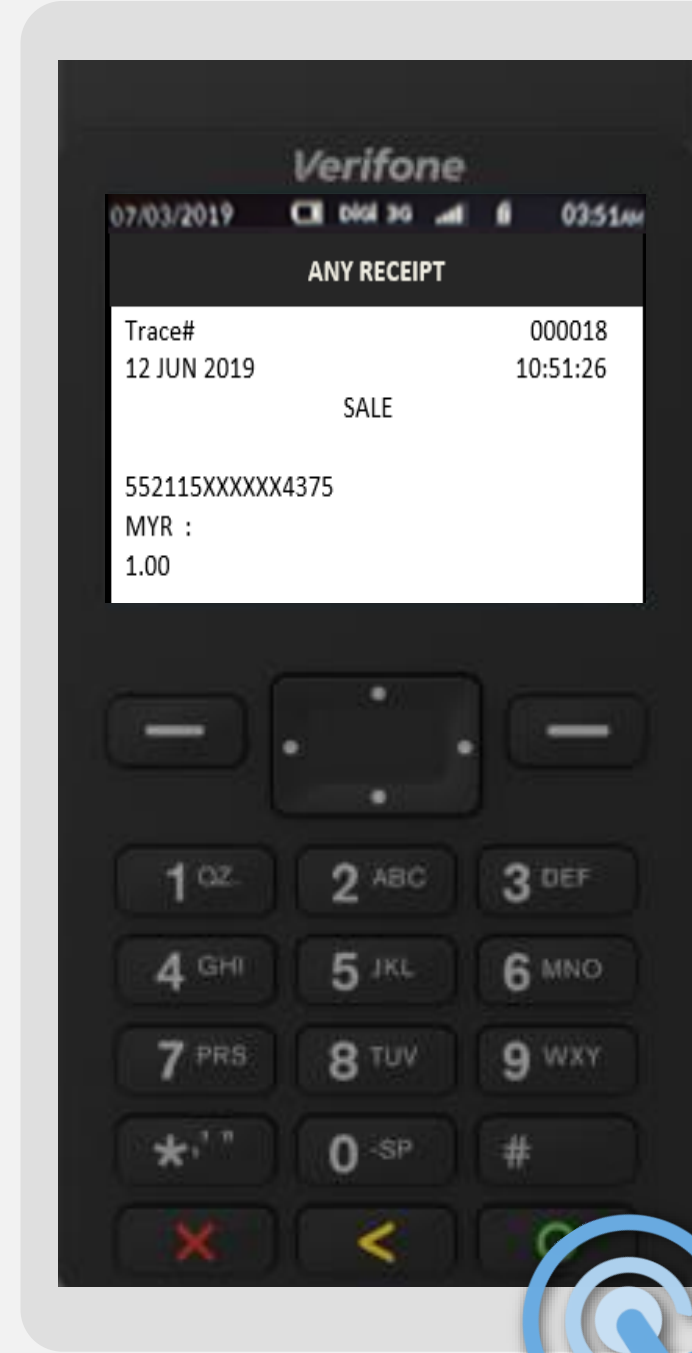 Verifone
07/03/2019 DiGi 3G 03:51AM
ANY RECEIPT
Trace# 000018
12 JUN 2019 10:51:26
SALE
552115XXXXXX4375
MYR :
1.00
1 QZ. 2 ABC 3 DEF
4 GHI 5 JKL 6 MNO
7 PRS 8 TUV 9 WXY
*,'" 0 -SP #